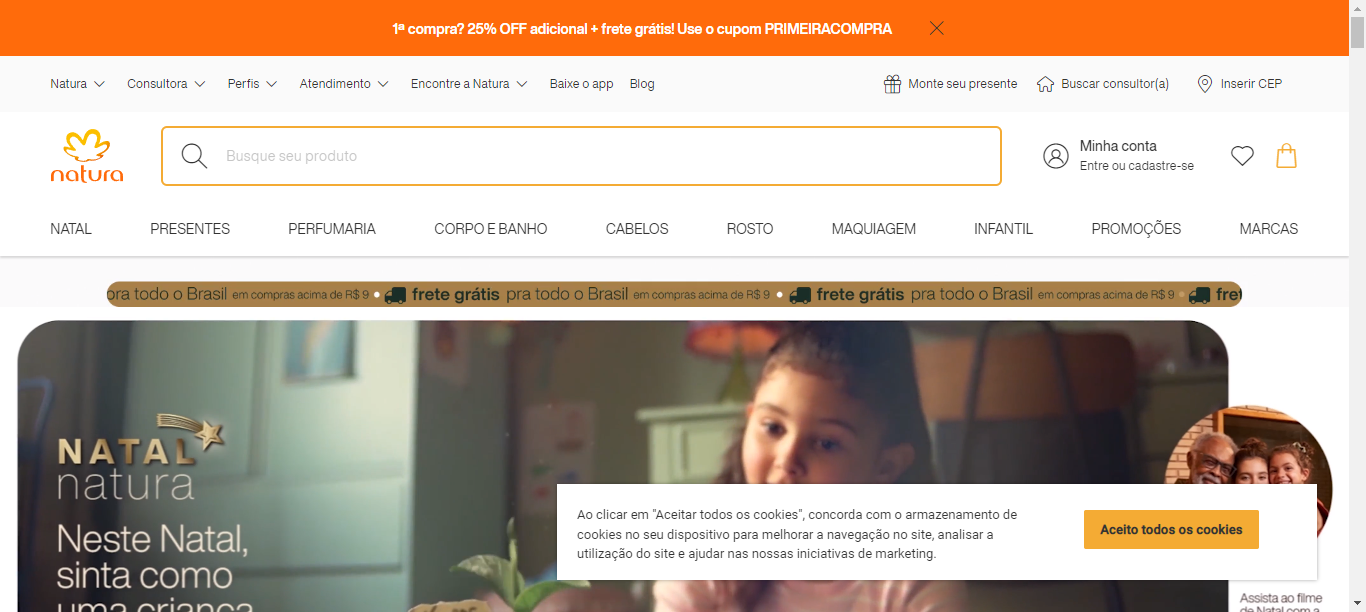 1ª compra? 25% OFF adicional + frete grátis! Use o cupom PRIMEIRACOMPRA
Natura Consultora Perfis Atendimento Encontre a Natura Baixe o app Blog Monte seu presente Buscar consultor(a) Inserir CEP
natura
Busque seu produto
Minha conta
Entre ou cadastre-se
NATAL PRESENTES PERFUMARIA CORPO E BANHO CABELOS ROSTO MAQUIAGEM INFANTIL PROMOÇÕES MARCAS
pra todo o Brasil em compras acima de R$ 9 • frete grátis pra todo o Brasil em compras acima de R$ 9 • frete grátis pra todo o Brasil em compras acima de R$ 9 • fret
NATAL
natura
Neste Natal,
sinta como
uma criança
Ao clicar em "Aceitar todos os cookies", concorda com o armazenamento de
cookies no seu dispositivo para melhorar a navegação no site, analisar a
utilização do site e ajudar nas nossas iniciativas de marketing.
Aceito todos os cookies
Assista ao filme
de Natal com a